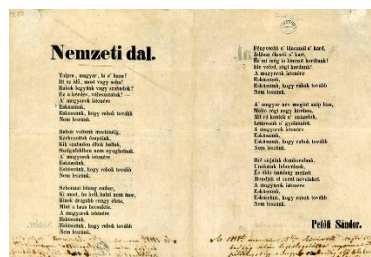 Nemzeti dal.
Talpra magyar, hí a' haza!
Itt az idő, most vagy soha!
Rabok legyünk vagy szabadok?
Ez a kérdés, válasszatok!
A' magyarok istenére
Esküszünk,
Esküszünk, hogy rabok tovább
Nem leszünk.
Rabok voltunk mostanáig,
Kárhozottak ősapáink,
Kik szabadon éltek haltak,
Szolgaföldben nem nyughatnak.
A' magyarok istenére
Esküszünk,
Esküszünk, hogy rabok tovább
Nem leszünk.
Sehonnai bitang ember,
Ki most, ha kell, halni nem mer,
Kinek drágább rongy élete,
Mint a haza becsülete.
A magyarok istenére
Esküszünk,
Esküszünk, hogy rabok tovább
Nem leszünk.
Fényesebb a' láncznál a' kard,
Jobban ékesíti a' kart,
És mi még is lánczot hordtunk!
Ide veled, régi kardunk!
A magyarok istenére
Esküszünk,
Esküszünk, hogy rabok tovább
Nem leszünk.
A' magyar név megint szép lesz,
Méltó régi nagy híréhez,
Mit rá kentek a' századok,
Lemossuk a' gyalázatot.
A magyarok istenére
Esküszünk,
Esküszünk, hogy rabok tovább
Nem leszünk.
Hol sírjaink domborulnak,
Unokáink leborulnak,
És áldó imádság mellett
Mondják el szent neveinket.
A magyarok istenére
Esküszünk,
Esküszünk, hogy rabok tovább
Nem leszünk.
Petőfi Sándor.